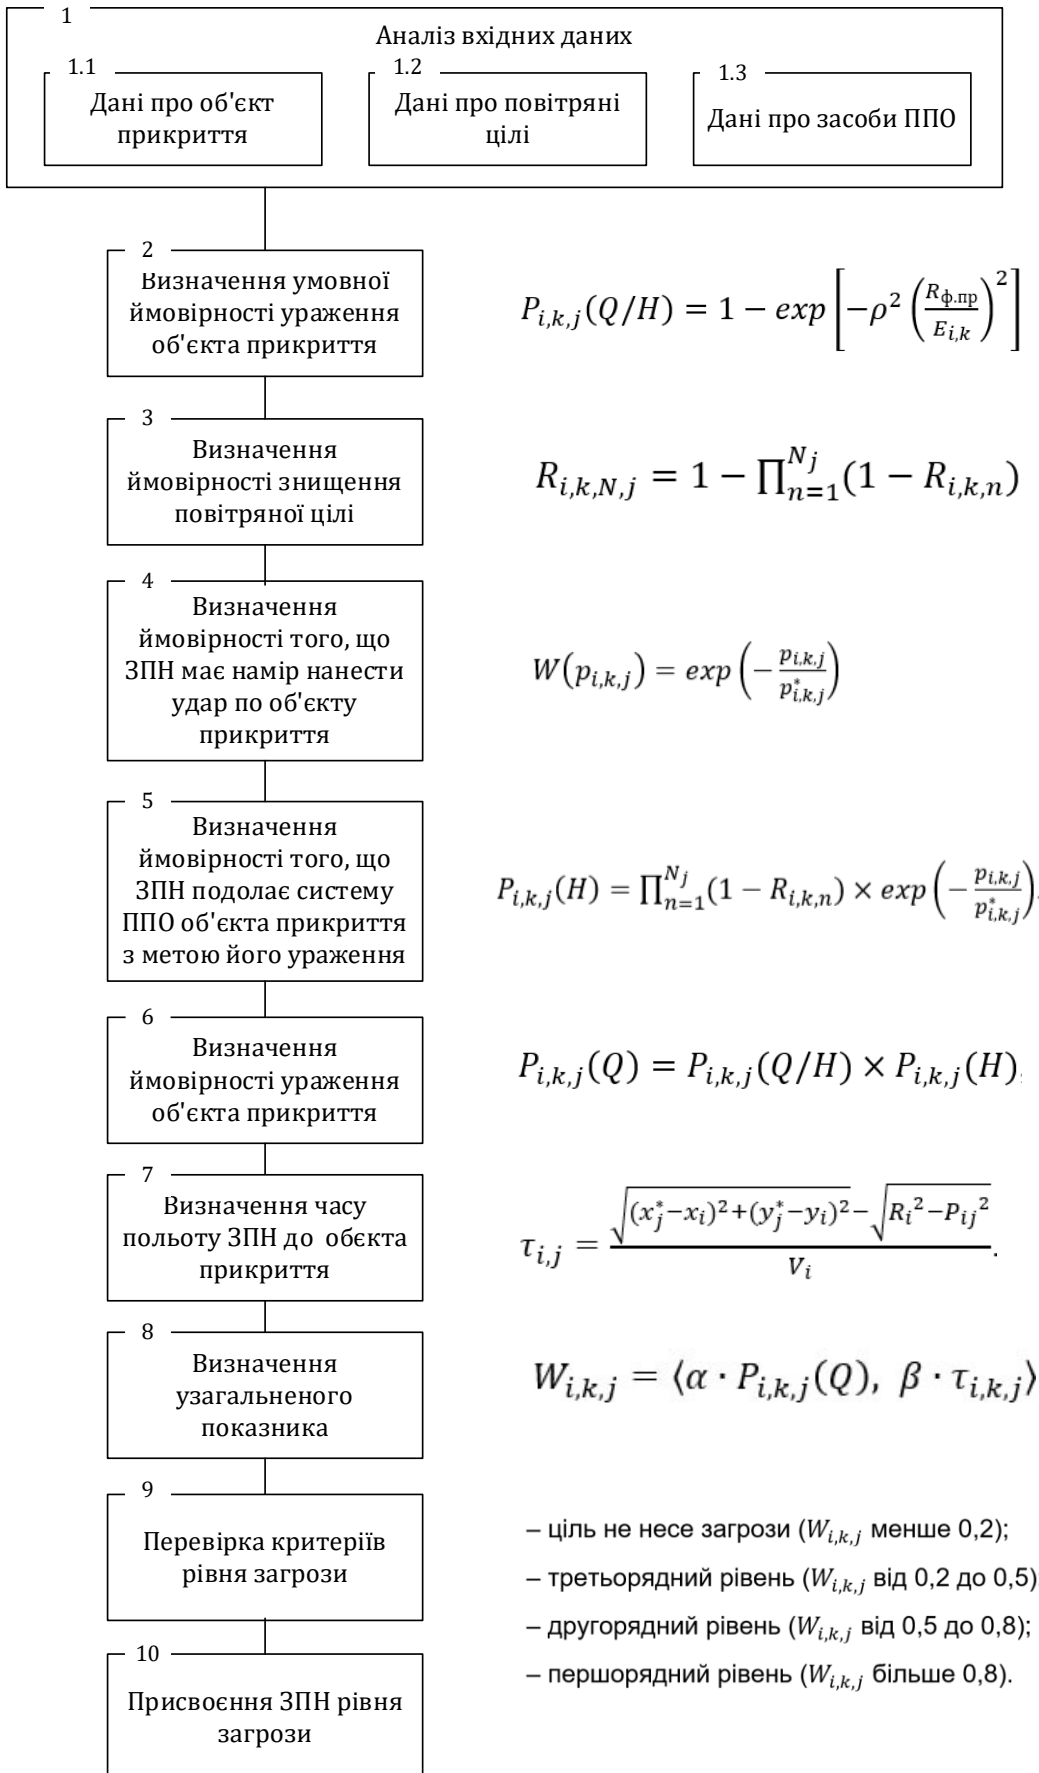 1
Аналіз вхідних даних
1.1
Дані про об'єкт
прикриття
1.2
Дані про повітряні
цілі
1.3
Дані про засоби ППО
2
Визначення умовної
ймовірності ураження
об'єкта прикриття
P_{i,k,j}(Q/H) = 1 − exp[−ρ^2 (R_{ф.пр}/E_{i,k})^2]
3
Визначення
ймовірності знищення
повітряної цілі
R_{i,k,N,j} = 1 − ∏_{n=1}^{N_j}(1 − R_{i,k,n})
4
Визначення
ймовірності того, що
ЗПН має намір нанести
удар по об'єкту
прикриття
W(p_{i,k,j}) = exp(−p_{i,k,j}/p^*_{i,k,j})
5
Визначення
ймовірності того, що
ЗПН подолає систему
ППО об'єкта прикриття
з метою його ураження
P_{i,k,j}(H) = ∏_{n=1}^{N_j}(1 − R_{i,k,n}) × exp(−p_{i,k,j}/p^*_{i,k,j}).
6
Визначення
ймовірності ураження
об'єкта прикриття
P_{i,k,j}(Q) = P_{i,k,j}(Q/H) × P_{i,k,j}(H)
7
Визначення часу
польоту ЗПН до обєкта
прикриття
τ_{i,j} = (√((x^*_j−x_i)^2+(y^*_j−y_i)^2) − √(R_i^2−P_{ij}^2))/V_i.
8
Визначення
узагальненого
показника
W_{i,k,j} = ⟨α · P_{i,k,j}(Q), β · τ_{i,k,j}⟩
9
Перевірка критеріїв
рівня загрози
– ціль не несе загрози (W_{i,k,j} менше 0,2);
– третьорядний рівень (W_{i,k,j} від 0,2 до 0,5)
– другорядний рівень (W_{i,k,j} від 0,5 до 0,8);
– першорядний рівень (W_{i,k,j} більше 0,8).
10
Присвоєння ЗПН рівня
загрози